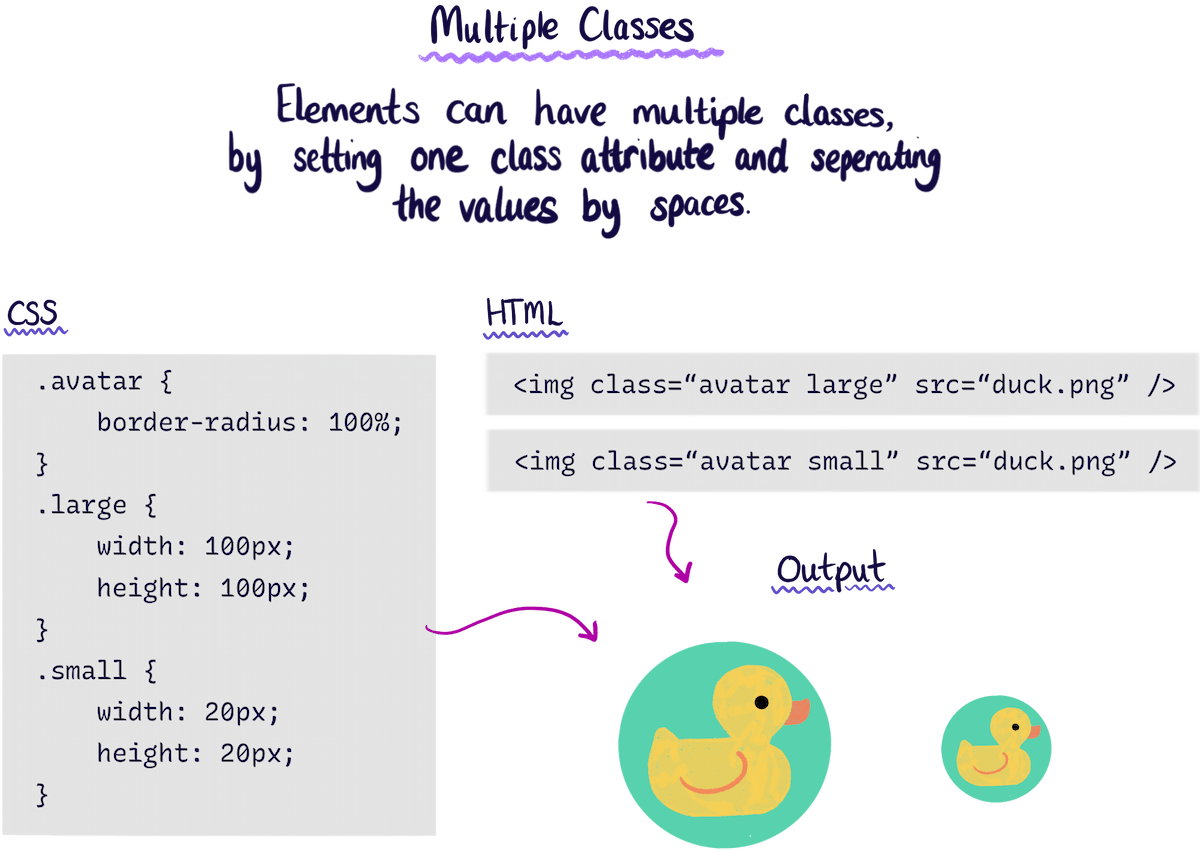 Multiple Classes
Elements can have multiple classes,
by setting one class attribute and seperating
the values by spaces.
CSS
.avatar {
    border-radius: 100%;
}
.large {
    width: 100px;
    height: 100px;
}
.small {
    width: 20px;
    height: 20px;
}
HTML
<img class=“avatar large” src=“duck.png” />
<img class=“avatar small” src=“duck.png” />
Output